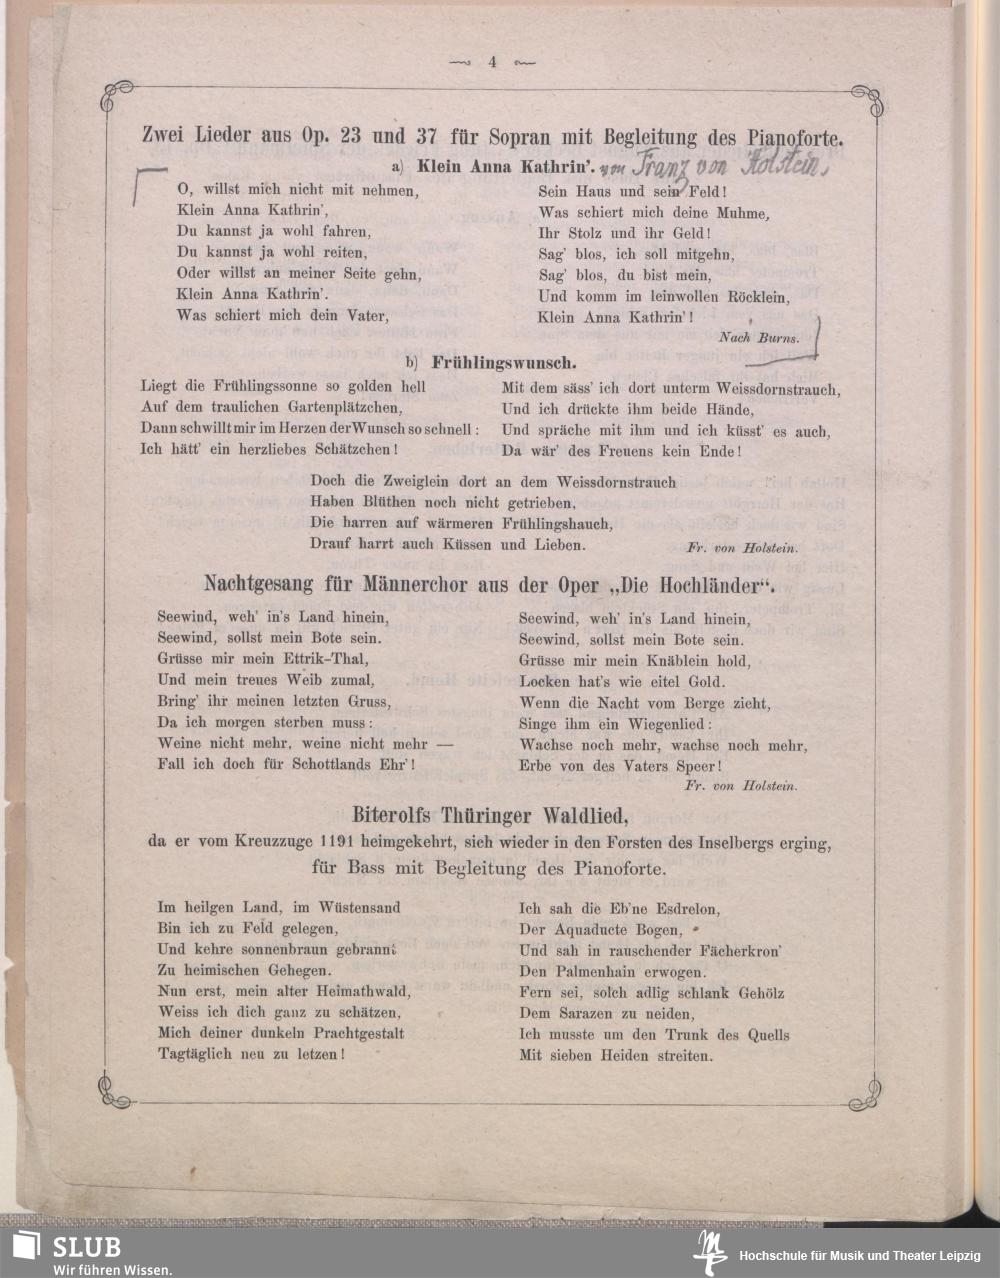 4
Zwei Lieder aus Op. 23 und 37 für Sopran mit Begleitung des Pianoforte.
a) Klein Anna Kathrin'. von Franz von Holstein.
O, willst mich nicht mit nehmen,
Klein Anna Kathrin',
Du kannst ja wohl fahren,
Du kannst ja wohl reiten,
Oder willst an meiner Seite gehn,
Klein Anna Kathrin'.
Was schiert mich dein Vater,
Sein Haus und sein Feld!
Was schiert mich deine Muhme,
Ihr Stolz und ihr Geld!
Sag' blos, ich soll mitgehn,
Sag' blos, du bist mein,
Und komm im leinwollen Röcklein,
Klein Anna Kathrin'!
Nach Burns.
b) Frühlingswunsch.
Liegt die Frühlingssonne so golden hell
Auf dem traulichen Gartenplätzchen,
Dann schwillt mir im Herzen der Wunsch so schnell:
Ich hätt' ein herzliebes Schätzchen!
Mit dem säss' ich dort unterm Weissdornstrauch,
Und ich drückte ihm beide Hände,
Und spräche mit ihm und ich küsst' es auch,
Da wär' des Freuens kein Ende!
Doch die Zweiglein dort an dem Weissdornstrauch
Haben Blüthen noch nicht getrieben,
Die harren auf wärmeren Frühlingshauch,
Drauf harrt auch Küssen und Lieben.
Fr. von Holstein.
Nachtgesang für Männerchor aus der Oper „Die Hochländer“.
Seewind, weh' in's Land hinein,
Seewind, sollst mein Bote sein.
Grüsse mir mein Ettrik-Thal,
Und mein treues Weib zumal,
Bring' ihr meinen letzten Gruss,
Da ich morgen sterben muss:
Weine nicht mehr, weine nicht mehr —
Fall ich doch für Schottlands Ehr'!
Seewind, weh' in's Land hinein,
Seewind, sollst mein Bote sein.
Grüsse mir mein Knäblein hold,
Locken hat's wie eitel Gold.
Wenn die Nacht vom Berge zieht,
Singe ihm ein Wiegenlied:
Wachse noch mehr, wachse noch mehr,
Erbe von des Vaters Speer!
Fr. von Holstein.
Biterolfs Thüringer Waldlied,
da er vom Kreuzzuge 1191 heimgekehrt, sich wieder in den Forsten des Inselbergs erging,
für Bass mit Begleitung des Pianoforte.
Im heilgen Land, im Wüstensand
Bin ich zu Feld gelegen,
Und kehre sonnenbraun gebrannt
Zu heimischen Gehegen.
Nun erst, mein alter Heimathwald,
Weiss ich dich ganz zu schätzen,
Mich deiner dunkeln Prachtgestalt
Tagtäglich neu zu letzen!
Ich sah die Eb'ne Esdrelon,
Der Aquaducte Bogen,
Und sah in rauschender Fächerkron'
Den Palmenhain erwogen.
Fern sei, solch adlig schlank Gehölz
Dem Sarazen zu neiden,
Ich musste um den Trunk des Quells
Mit sieben Heiden streiten.
SLUB
Wir führen Wissen.
Hochschule für Musik und Theater Leipzig